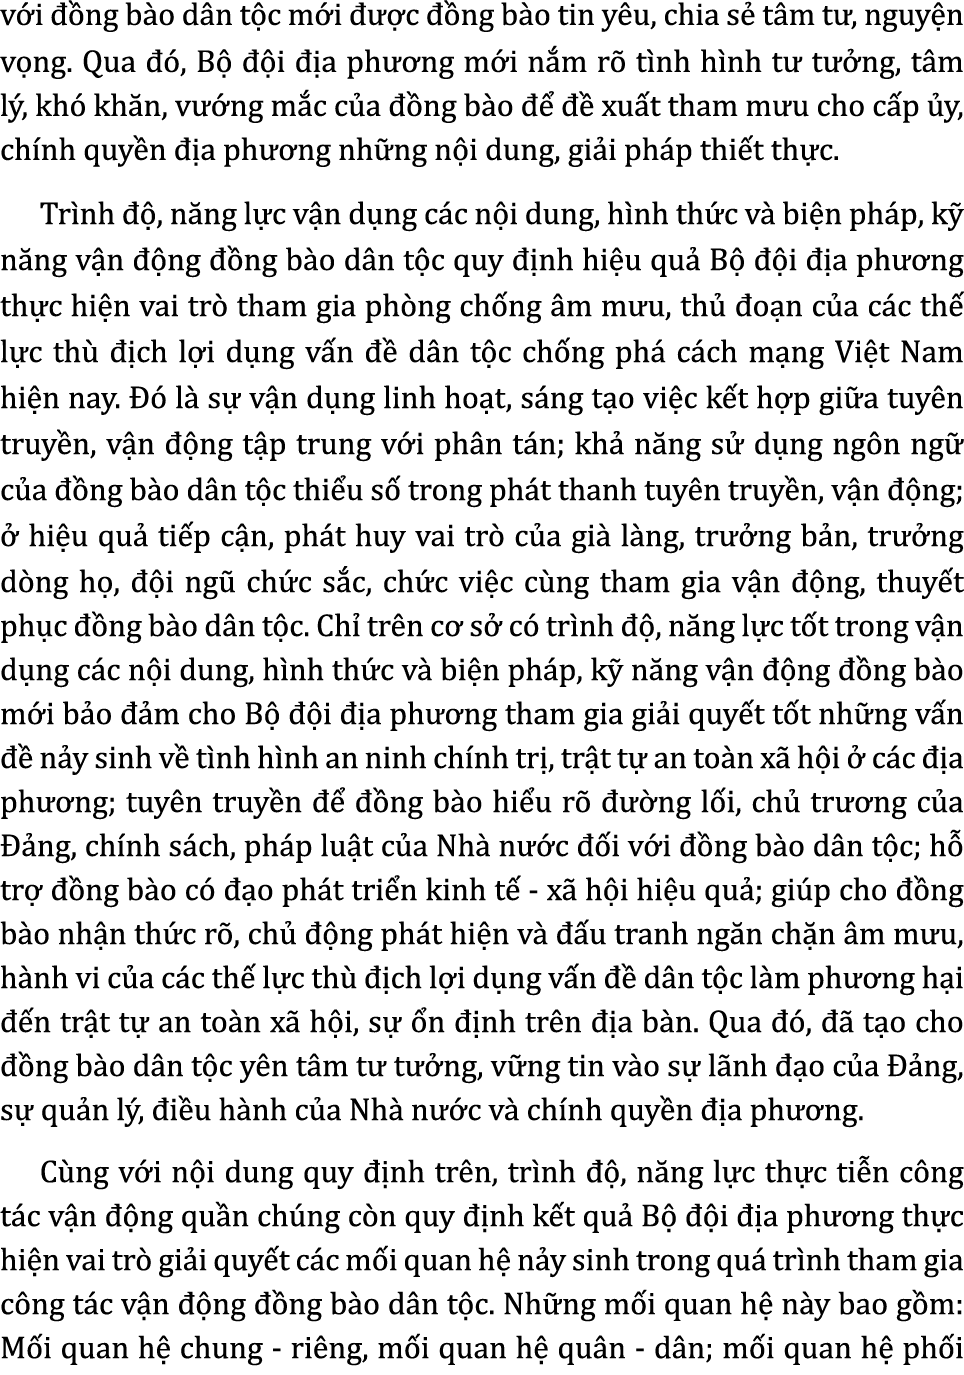 với đồng bào dân tộc mới được đồng bào tin yêu, chia sẻ tâm tư, nguyện
vọng. Qua đó, Bộ đội địa phương mới nắm rõ tình hình tư tưởng, tâm
lý, khó khăn, vướng mắc của đồng bào để đề xuất tham mưu cho cấp ủy,
chính quyền địa phương những nội dung, giải pháp thiết thực.
Trình độ, năng lực vận dụng các nội dung, hình thức và biện pháp, kỹ
năng vận động đồng bào dân tộc quy định hiệu quả Bộ đội địa phương
thực hiện vai trò tham gia phòng chống âm mưu, thủ đoạn của các thế
lực thù địch lợi dụng vấn đề dân tộc chống phá cách mạng Việt Nam
hiện nay. Đó là sự vận dụng linh hoạt, sáng tạo việc kết hợp giữa tuyên
truyền, vận động tập trung với phân tán; khả năng sử dụng ngôn ngữ
của đồng bào dân tộc thiểu số trong phát thanh tuyên truyền, vận động;
ở hiệu quả tiếp cận, phát huy vai trò của già làng, trưởng bản, trưởng
dòng họ, đội ngũ chức sắc, chức việc cùng tham gia vận động, thuyết
phục đồng bào dân tộc. Chỉ trên cơ sở có trình độ, năng lực tốt trong vận
dụng các nội dung, hình thức và biện pháp, kỹ năng vận động đồng bào
mới bảo đảm cho Bộ đội địa phương tham gia giải quyết tốt những vấn
đề nảy sinh về tình hình an ninh chính trị, trật tự an toàn xã hội ở các địa
phương; tuyên truyền để đồng bào hiểu rõ đường lối, chủ trương của
Đảng, chính sách, pháp luật của Nhà nước đối với đồng bào dân tộc; hỗ
trợ đồng bào có đạo phát triển kinh tế - xã hội hiệu quả; giúp cho đồng
bào nhận thức rõ, chủ động phát hiện và đấu tranh ngăn chặn âm mưu,
hành vi của các thế lực thù địch lợi dụng vấn đề dân tộc làm phương hại
đến trật tự an toàn xã hội, sự ổn định trên địa bàn. Qua đó, đã tạo cho
đồng bào dân tộc yên tâm tư tưởng, vững tin vào sự lãnh đạo của Đảng,
sự quản lý, điều hành của Nhà nước và chính quyền địa phương.
Cùng với nội dung quy định trên, trình độ, năng lực thực tiễn công
tác vận động quần chúng còn quy định kết quả Bộ đội địa phương thực
hiện vai trò giải quyết các mối quan hệ nảy sinh trong quá trình tham gia
công tác vận động đồng bào dân tộc. Những mối quan hệ này bao gồm:
Mối quan hệ chung - riêng, mối quan hệ quân - dân; mối quan hệ phối